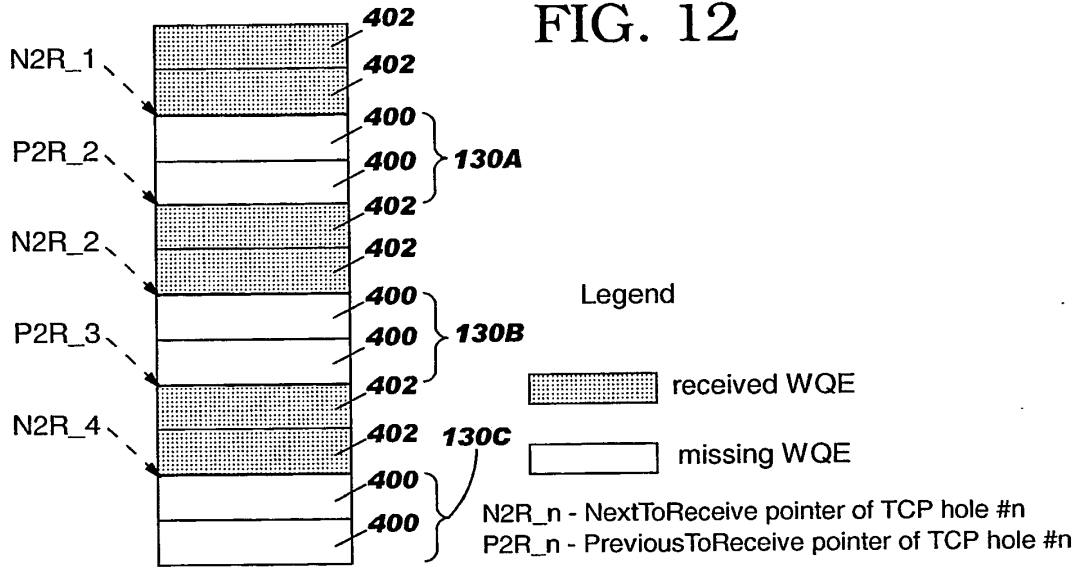 FIG. 12
402
N2R_1
402
400
P2R_2
400
130A
402
N2R_2
402
400
Legend
P2R_3
400
130B
402
received WQE
N2R_4
402
130C
missing WQE
400
N2R_n - NextToReceive pointer of TCP hole #n
400
P2R_n - PreviousToReceive pointer of TCP hole #n